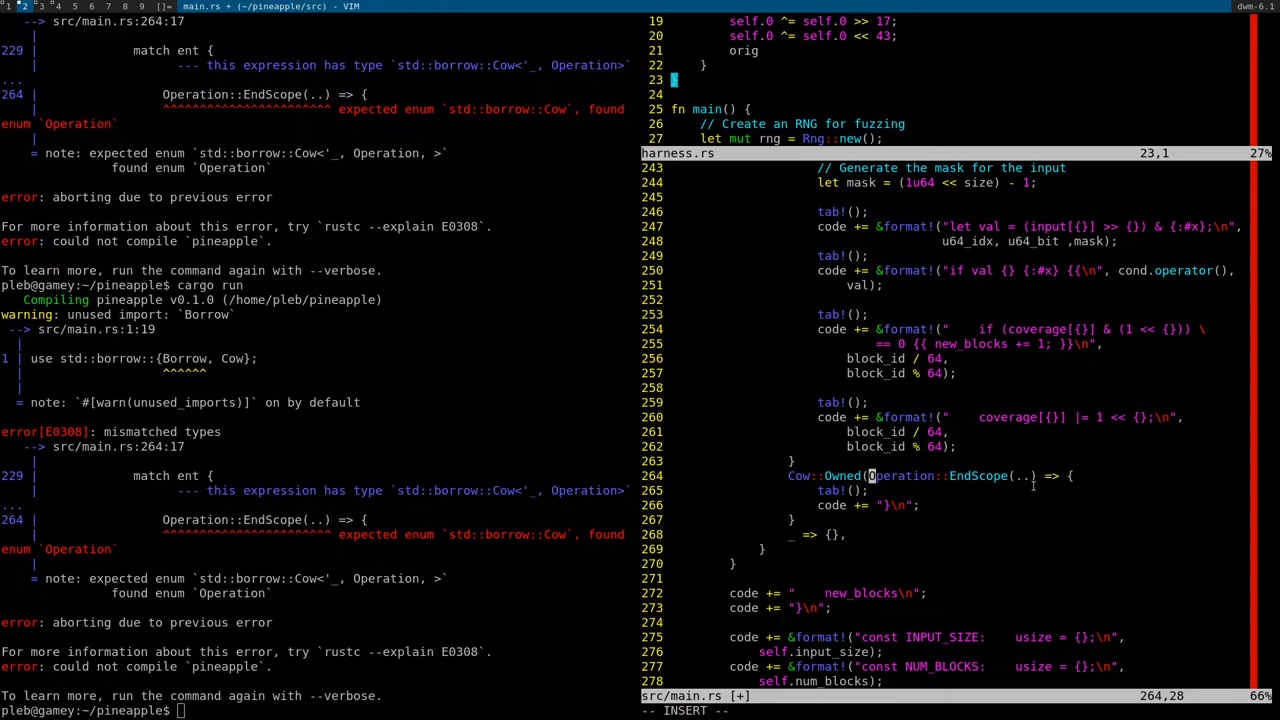 1 2 3 4 5 6 7 8 9 []= main.rs + (~/pineapple/src) - VIM dwm-6.1
--> src/main.rs:264:17
|
229 | match ent {
| --- this expression has type `std::borrow::Cow<'_, Operation>`
...
264 | Operation::EndScope(..) => {
| ^^^^^^^^^^^^^^^^^^^^^^^ expected enum `std::borrow::Cow`, found
enum `Operation`
|
= note: expected enum `std::borrow::Cow<'_, Operation, >`
found enum `Operation`
error: aborting due to previous error
For more information about this error, try `rustc --explain E0308`.
error: could not compile `pineapple`.
To learn more, run the command again with --verbose.
pleb@gamey:~/pineapple$ cargo run
Compiling pineapple v0.1.0 (/home/pleb/pineapple)
warning: unused import: `Borrow`
--> src/main.rs:1:19
|
1 | use std::borrow::{Borrow, Cow};
| ^^^^^^
|
= note: `#[warn(unused_imports)]` on by default
error[E0308]: mismatched types
--> src/main.rs:264:17
|
229 | match ent {
| --- this expression has type `std::borrow::Cow<'_, Operation>`
...
264 | Operation::EndScope(..) => {
| ^^^^^^^^^^^^^^^^^^^^^^^ expected enum `std::borrow::Cow`, found
enum `Operation`
|
= note: expected enum `std::borrow::Cow<'_, Operation, >`
found enum `Operation`
error: aborting due to previous error
For more information about this error, try `rustc --explain E0308`.
error: could not compile `pineapple`.
To learn more, run the command again with --verbose.
pleb@gamey:~/pineapple$
19 self.0 ^= self.0 >> 17;
20 self.0 ^= self.0 << 43;
21 orig
22 }
23 }
24
25 fn main() {
26 // Create an RNG for fuzzing
27 let mut rng = Rng::new();
harness.rs 23,1 27%
243 // Generate the mask for the input
244 let mask = (1u64 << size) - 1;
245
246 tab!();
247 code += &format!("let val = (input[{}] >> {}) & {:#x};\n",
248 u64_idx, u64_bit ,mask);
249 tab!();
250 code += &format!("if val {} {:#x} {{\n", cond.operator(),
251 val);
252
253 tab!();
254 code += &format!("    if (coverage[{}] & (1 << {})) \
255 == 0 {{ new_blocks += 1; }}\n",
256 block_id / 64,
257 block_id % 64);
258
259 tab!();
260 code += &format!("    coverage[{}] |= 1 << {};\n",
261 block_id / 64,
262 block_id % 64);
263 }
264 Cow::Owned(Operation::EndScope(..) => {
265 tab!();
266 code += "}\n";
267 }
268 _ => {},
269 }
270 }
271
272 code += "    new_blocks\n";
273 code += "}\n";
274
275 code += &format!("const INPUT_SIZE:    usize = {};\n",
276 self.input_size);
277 code += &format!("const NUM_BLOCKS:    usize = {};\n",
278 self.num_blocks);
src/main.rs [+] 264,28 66%
-- INSERT --